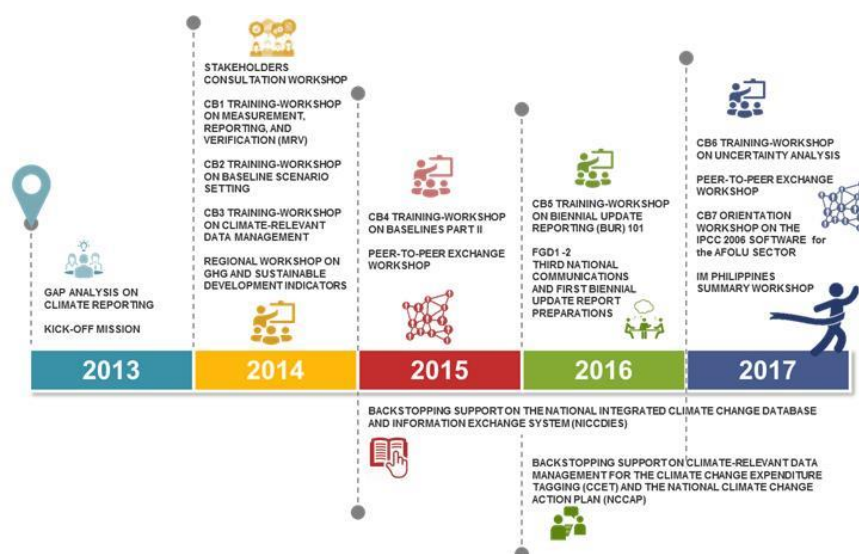 GAP ANALYSIS ON
CLIMATE REPORTING
KICK-OFF MISSION
STAKEHOLDERS
CONSULTATION WORKSHOP
CB1 TRAINING-WORKSHOP
ON MEASUREMENT,
REPORTING, AND
VERIFICATION (MRV)
CB2 TRAINING-WORKSHOP
ON BASELINE SCENARIO
SETTING
CB3 TRAINING-WORKSHOP
ON CLIMATE-RELEVANT
DATA MANAGEMENT
REGIONAL WORKSHOP ON
GHG AND SUSTAINABLE
DEVELOPMENT INDICATORS
CB4 TRAINING-WORKSHOP
ON BASELINES PART II
PEER-TO-PEER EXCHANGE
WORKSHOP
CB5 TRAINING-WORKSHOP
ON BIENNIAL UPDATE
REPORTING (BUR) 101
FGD1 -2
THIRD NATIONAL
COMMUNICATIONS
AND FIRST BIENNIAL
UPDATE REPORT
PREPARATIONS
CB6 TRAINING-WORKSHOP
ON UNCERTAINTY ANALYSIS
PEER-TO-PEER EXCHANGE
WORKSHOP
CB7 ORIENTATION
WORKSHOP ON THE
IPCC 2006 SOFTWARE for
the AFOLU SECTOR
IM PHILIPPINES
SUMMARY WORKSHOP
2013
2014
2015
2016
2017
BACKSTOPPING SUPPORT ON THE NATIONAL INTEGRATED CLIMATE CHANGE DATABASE
AND INFORMATION EXCHANGE SYSTEM (NICCDIES)
BACKSTOPPING SUPPORT ON CLIMATE-RELEVANT DATA
MANAGEMENT FOR THE CLIMATE CHANGE EXPENDITURE
TAGGING (CCET) AND THE NATIONAL CLIMATE CHANGE
ACTION PLAN (NCCAP)